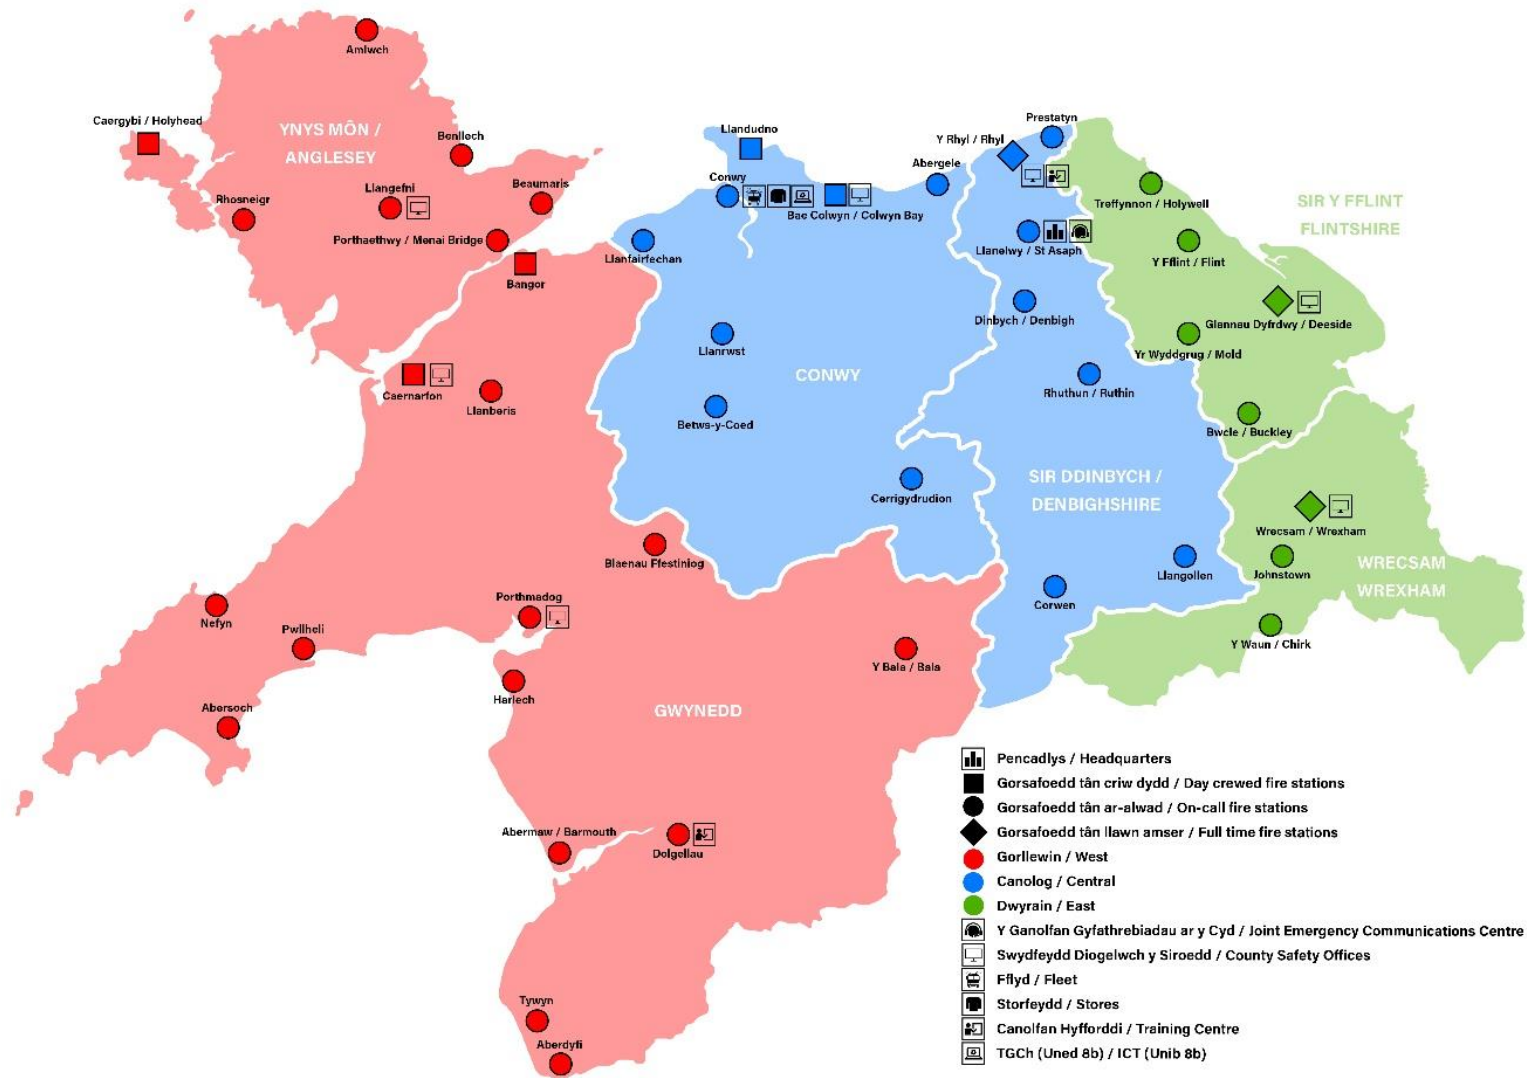 Amlwch
Caergybi / Holyhead
YNYS MÔN /
ANGLESEY
Benllech
Llangefni
Beaumaris
Rhosneigr
Porthaethwy / Menai Bridge
Bangor
Caernarfon
Llanberis
Llandudno
Conwy
Bae Colwyn / Colwyn Bay
Abergele
Llanfairfechan
Llanrwst
CONWY
Betws-y-Coed
Cerrigydrudion
Y Rhyl / Rhyl
Prestatyn
Llanelwy / St Asaph
Dinbych / Denbigh
Rhuthun / Ruthin
SIR DDINBYCH /
DENBIGHSHIRE
Llangollen
Corwen
Treffynnon / Holywell
SIR Y FFLINT
FLINTSHIRE
Y Fflint / Flint
Glannau Dyfrdwy / Deeside
Yr Wyddgrug / Mold
Bwcle / Buckley
Wrecsam / Wrexham
Johnstown
WRECSAM
WREXHAM
Y Waun / Chirk
Blaenau Ffestiniog
Porthmadog
Nefyn
Pwllheli
Y Bala / Bala
Harlech
Abersoch
GWYNEDD
Abermaw / Barmouth
Dolgellau
Tywyn
Aberdyfi
Pencadlys / Headquarters
Gorsafoedd tân criw dydd / Day crewed fire stations
Gorsafoedd tân ar-alwad / On-call fire stations
Gorsafoedd tân llawn amser / Full time fire stations
Gorllewin / West
Canolog / Central
Dwyrain / East
Y Ganolfan Gyfathrebiadau ar y Cyd / Joint Emergency Communications Centre
Swydfeydd Diogelwch y Siroedd / County Safety Offices
Fflyd / Fleet
Storfeydd / Stores
Canolfan Hyfforddi / Training Centre
TGCh (Uned 8b) / ICT (Unib 8b)